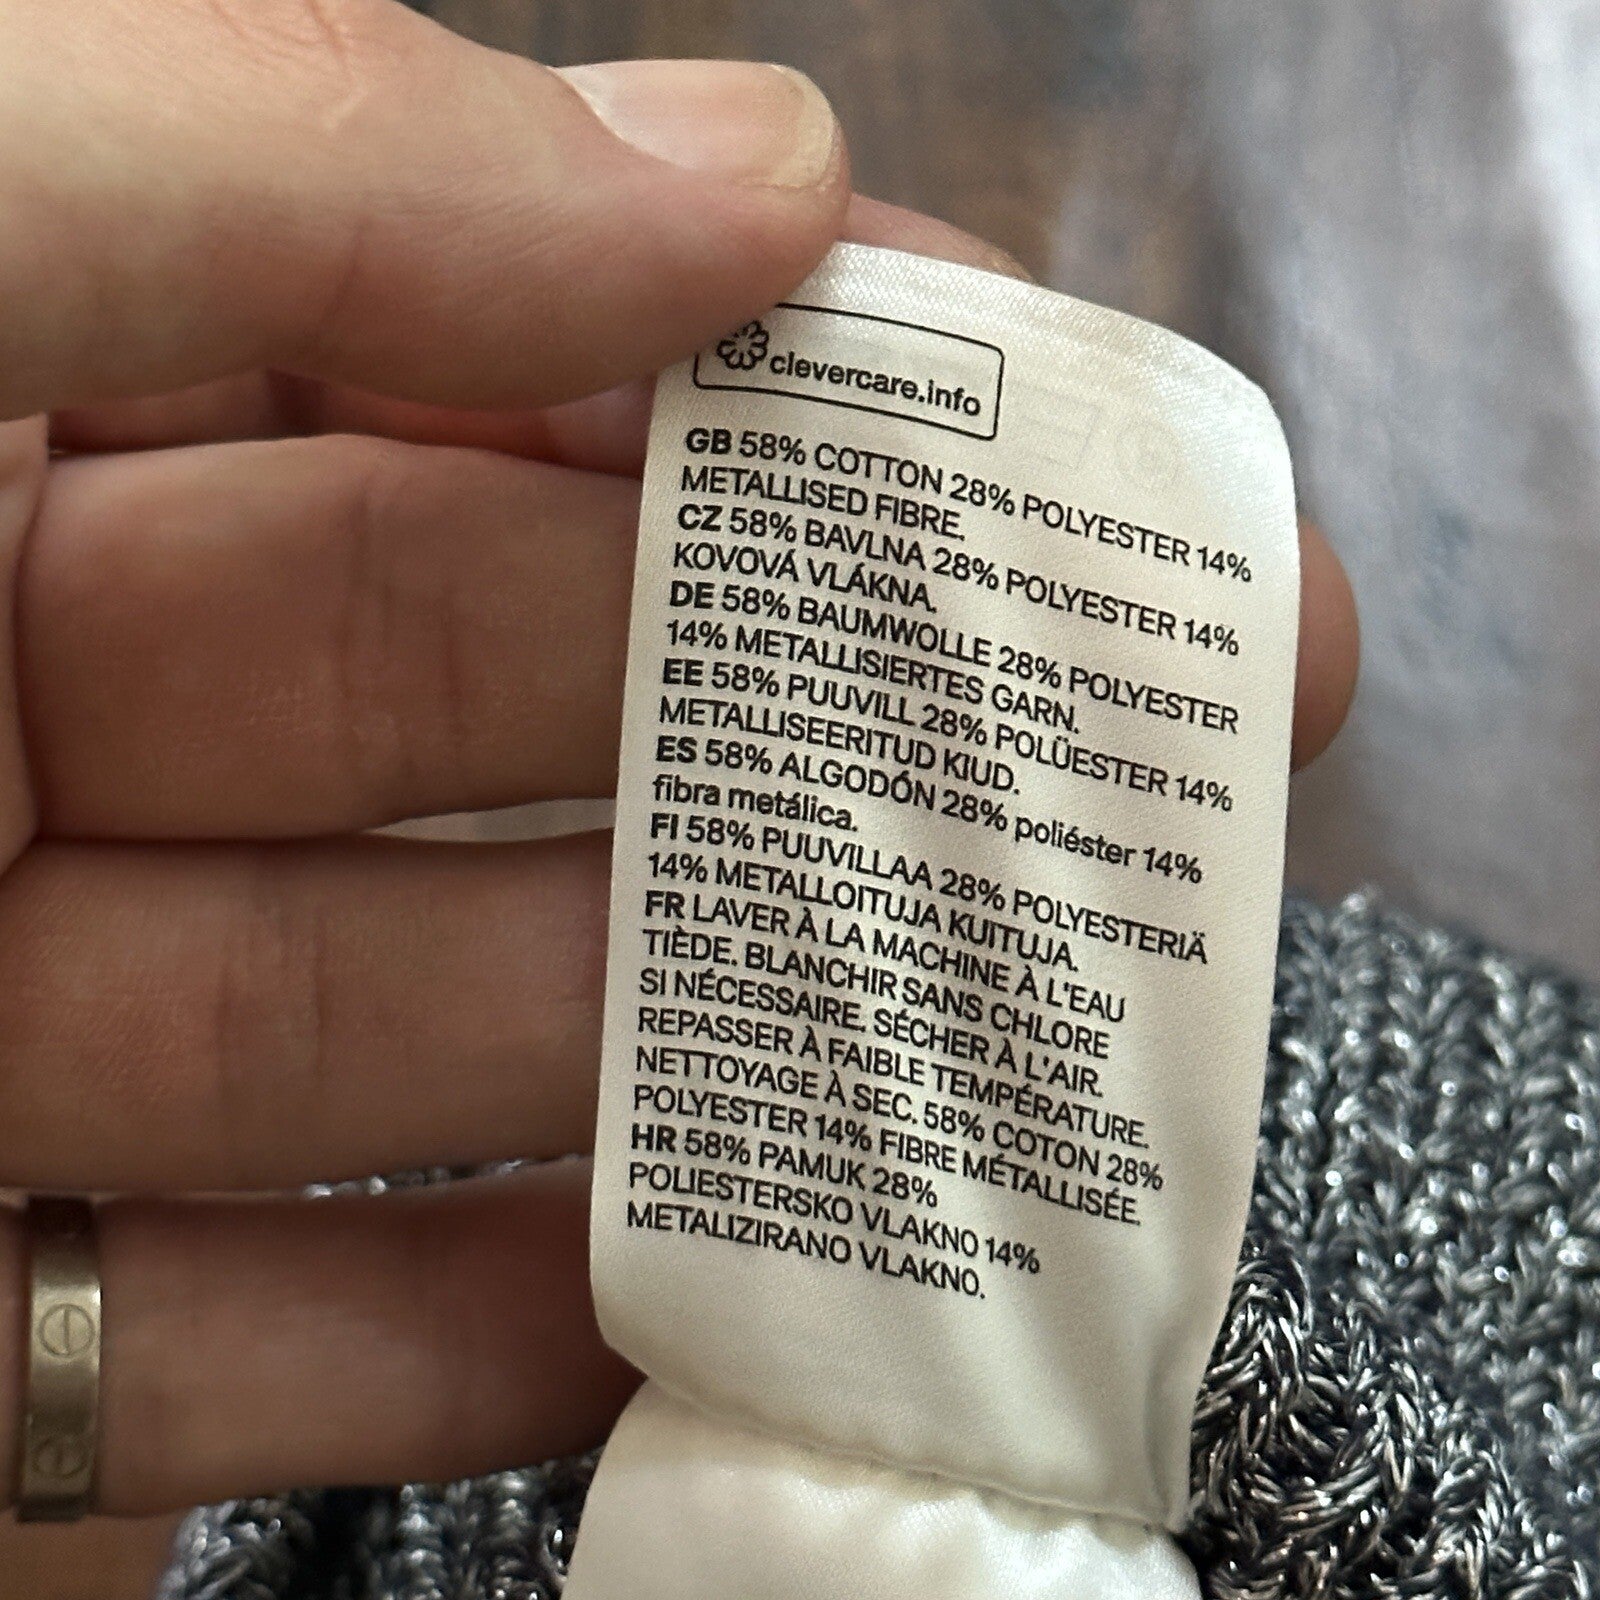 clevercare.info
GB 58% COTTON 28% POLYESTER 14%
METALLISED FIBRE.
CZ 58% BAVLNA 28% POLYESTER 14%
KOVOVÁ VLÁKNA.
DE 58% BAUMWOLLE 28% POLYESTER
14% METALLISIERTES GARN.
EE 58% PUUVILL 28% POLÜESTER 14%
METALLISEERITUD KIUD.
ES 58% ALGODÓN 28% poliéster 14%
fibra metálica.
FI 58% PUUVILLAA 28% POLYESTERIÄ
14% METALLOITUJA KUITUJA.
FR LAVER À LA MACHINE À L'EAU
TIÈDE. BLANCHIR SANS CHLORE
SI NÉCESSAIRE. SÉCHER À L'AIR.
REPASSER À FAIBLE TEMPÉRATURE.
NETTOYAGE À SEC. 58% COTON 28%
POLYESTER 14% FIBRE MÉTALLISÉE.
HR 58% PAMUK 28%
POLIESTERSKO VLAKNO 14%
METALIZIRANO VLAKNO.